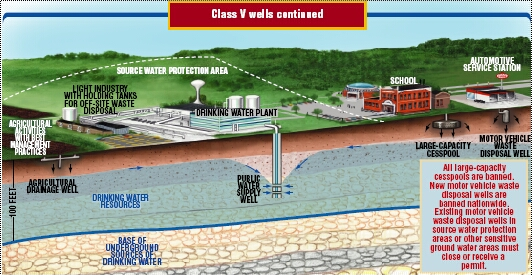 Class V wells continued
SOURCE WATER PROTECTION AREA
AUTOMOTIVE
SERVICE STATION
SCHOOL
LIGHT INDUSTRY
WITH HOLDING TANKS
FOR OFF-SITE WASTE
DISPOSAL
DRINKING WATER PLANT
AGRICULTURAL
ACTIVITIES
WITH BEST
MANAGEMENT
PRACTICES
LARGE-CAPACITY
CESSPOOL
MOTOR VEHICLE
WASTE
DISPOSAL WELL
AGRICULTURAL
DRAINAGE WELL
PUBLIC
WATER
SUPPLY
WELL
DRINKING WATER
RESOURCES
100 FEET
BASE OF
UNDERGROUND
SOURCES OF
DRINKING WATER
All large-capacity
cesspools are banned.
New motor vehicle waste
disposal wells are
banned nationwide.
Existing motor vehicle
waste disposal wells in
source water protection
areas or other sensitive
ground water areas must
close or receive a
permit.